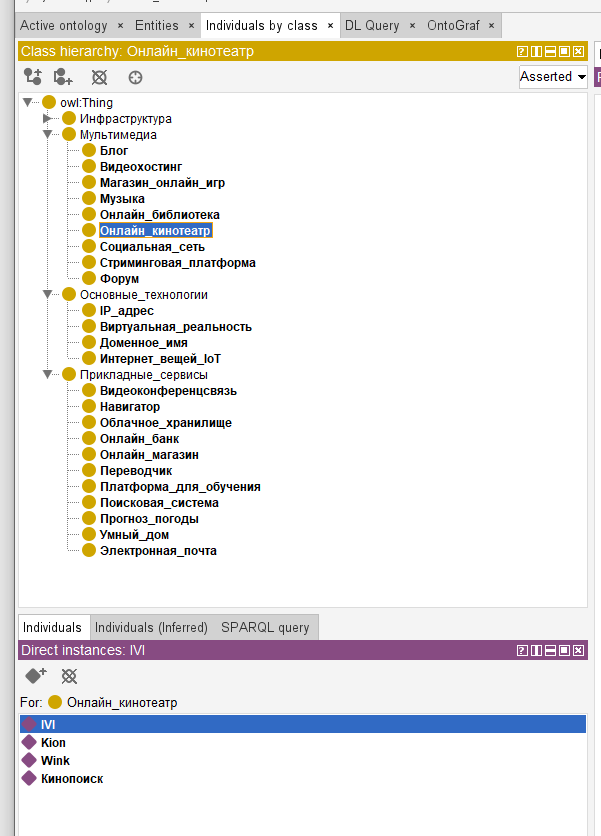 Active ontology × Entities × Individuals by class × DL Query × OntoGraf ×
Class hierarchy: Онлайн_кинотеатр
Asserted
owl:Thing
Инфраструктура
Мультимедиа
Блог
Видеохостинг
Магазин_онлайн_игр
Музыка
Онлайн_библиотека
Онлайн_кинотеатр
Социальная_сеть
Стриминговая_платформа
Форум
Основные_технологии
IP_адрес
Виртуальная_реальность
Доменное_имя
Интернет_вещей_IoT
Прикладные_сервисы
Видеоконференцсвязь
Навигатор
Облачное_хранилище
Онлайн_банк
Онлайн_магазин
Переводчик
Платформа_для_обучения
Поисковая_система
Прогноз_погоды
Умный_дом
Электронная_почта
Individuals Individuals (Inferred) SPARQL query
Direct instances: IVI
For: Онлайн_кинотеатр
IVI
Kion
Wink
Кинопоиск